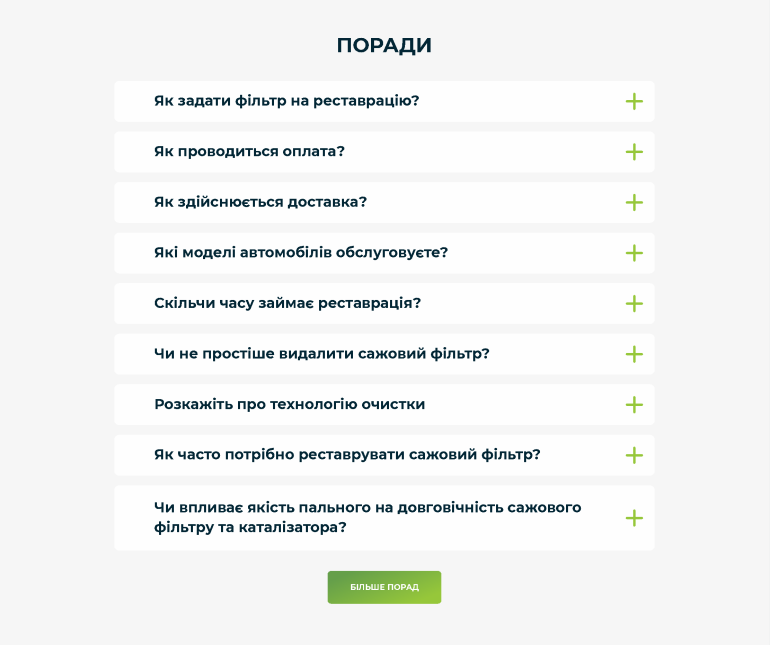 ПОРАДИ
Як задати фільтр на реставрацію?
Як проводиться оплата?
Як здійснюється доставка?
Які моделі автомобілів обслуговуєте?
Скільчи часу займає реставрація?
Чи не простіше видалити сажовий фільтр?
Розкажіть про технологію очистки
Як часто потрібно реставрувати сажовий фільтр?
Чи впливає якість пального на довговічність сажового
фільтру та каталізатора?
БІЛЬШЕ ПОРАД